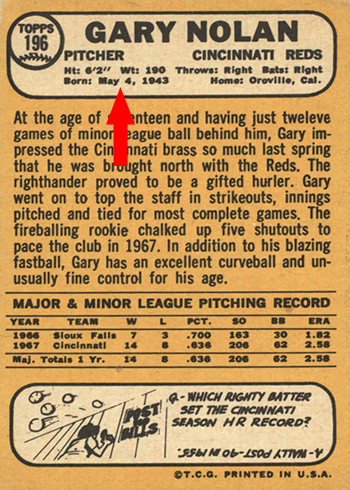 TOPPS
196
GARY NOLAN
PITCHER CINCINNATI REDS
Ht: 6'2" Wt: 190 Throws: Right Bats: Right
Born: May 4, 1943 Home: Oroville, Cal.
At the age of seventeen and having just tweleve
games of minor league ball behind him, Gary im-
pressed the Cincinnati brass so much last spring
that he was brought north with the Reds. The
righthander proved to be a gifted hurler. Gary
went on to top the staff in strikeouts, innings
pitched and tied for most complete games. The
fireballing rookie chalked up five shutouts to
pace the club in 1967. In addition to his blazing
fastball, Gary has an excellent curveball and un-
usually fine control for his age.
MAJOR & MINOR LEAGUE PITCHING RECORD
YEAR TEAM W L PCT. SO BB ERA
1966 Sioux Falls 7 3 .700 163 30 1.82
1967 Cincinnati 14 8 .636 206 62 2.58
Maj. Totals 1 Yr. 14 8 .636 206 62 2.58
POST
NO
BILLS
Q- WHICH RIGHTY BATTER
SET THE CINCINNATI
SEASON HR RECORD?
A- WALLY POST-40 IN
©T.C.G. PRINTED IN U.S.A.